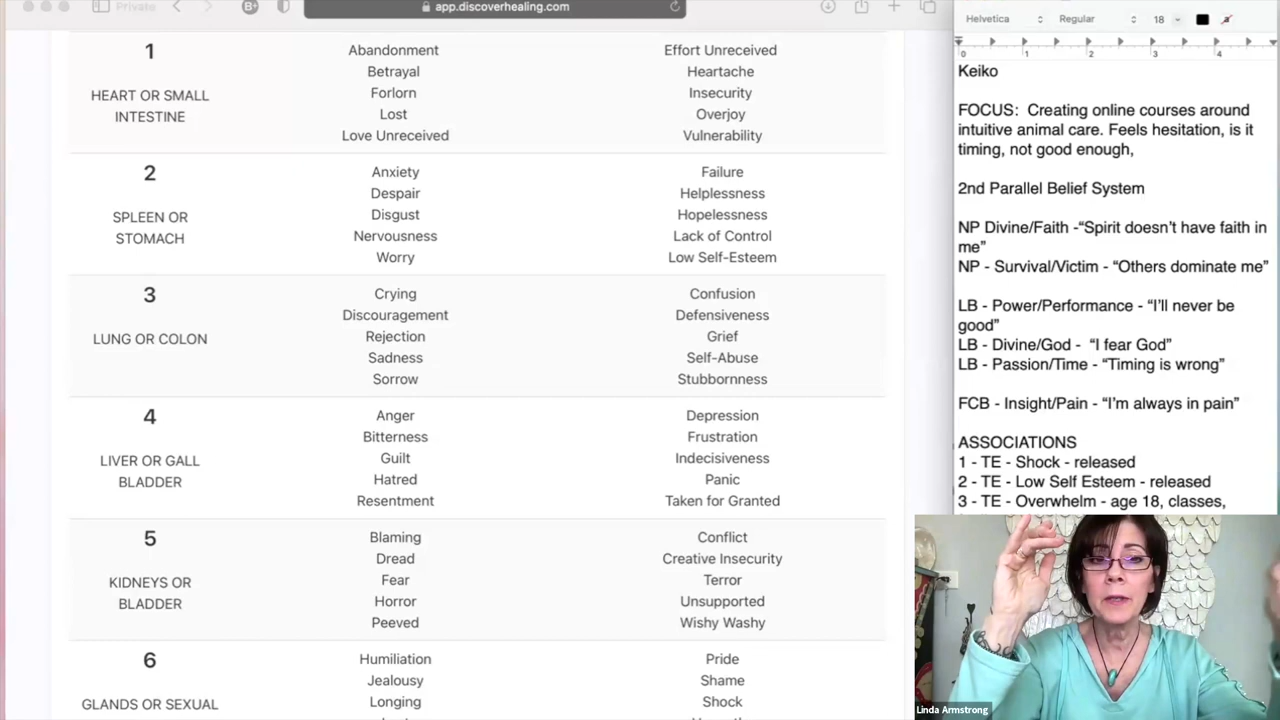 Private
app.discoverhealing.com
1
HEART OR SMALL
INTESTINE
Abandonment
Betrayal
Forlorn
Lost
Love Unreceived
Effort Unreceived
Heartache
Insecurity
Overjoy
Vulnerability
2
SPLEEN OR
STOMACH
Anxiety
Despair
Disgust
Nervousness
Worry
Failure
Helplessness
Hopelessness
Lack of Control
Low Self-Esteem
3
LUNG OR COLON
Crying
Discouragement
Rejection
Sadness
Sorrow
Confusion
Defensiveness
Grief
Self-Abuse
Stubbornness
4
LIVER OR GALL
BLADDER
Anger
Bitterness
Guilt
Hatred
Resentment
Depression
Frustration
Indecisiveness
Panic
Taken for Granted
5
KIDNEYS OR
BLADDER
Blaming
Dread
Fear
Horror
Peeved
Conflict
Creative Insecurity
Terror
Unsupported
Wishy Washy
6
GLANDS OR SEXUAL
Humiliation
Jealousy
Longing
Pride
Shame
Shock
Helvetica
Regular
18
a
0 1 2 3 4
Keiko
FOCUS:  Creating online courses around
intuitive animal care. Feels hesitation, is it
timing, not good enough,
2nd Parallel Belief System
NP Divine/Faith -“Spirit doesn’t have faith in
me”
NP - Survival/Victim - “Others dominate me”
LB - Power/Performance - “I’ll never be
good”
LB - Divine/God -  “I fear God”
LB - Passion/Time - “Timing is wrong”
FCB - Insight/Pain - “I’m always in pain”
ASSOCIATIONS
1 - TE - Shock - released
2 - TE - Low Self Esteem - released
3 - TE - Overwhelm - age 18, classes,
Linda Armstrong